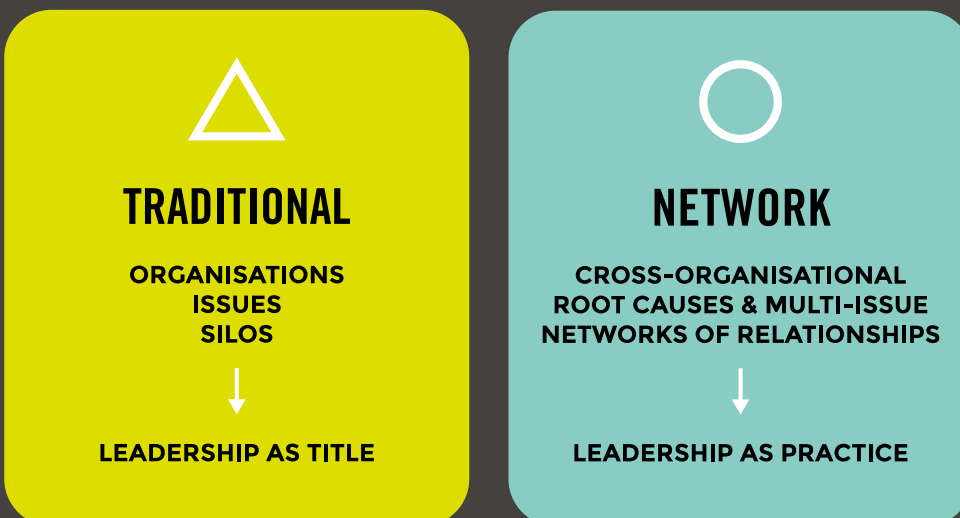 TRADITIONAL
ORGANISATIONS
ISSUES
SILOS
LEADERSHIP AS TITLE
NETWORK
CROSS-ORGANISATIONAL
ROOT CAUSES & MULTI-ISSUE
NETWORKS OF RELATIONSHIPS
LEADERSHIP AS PRACTICE